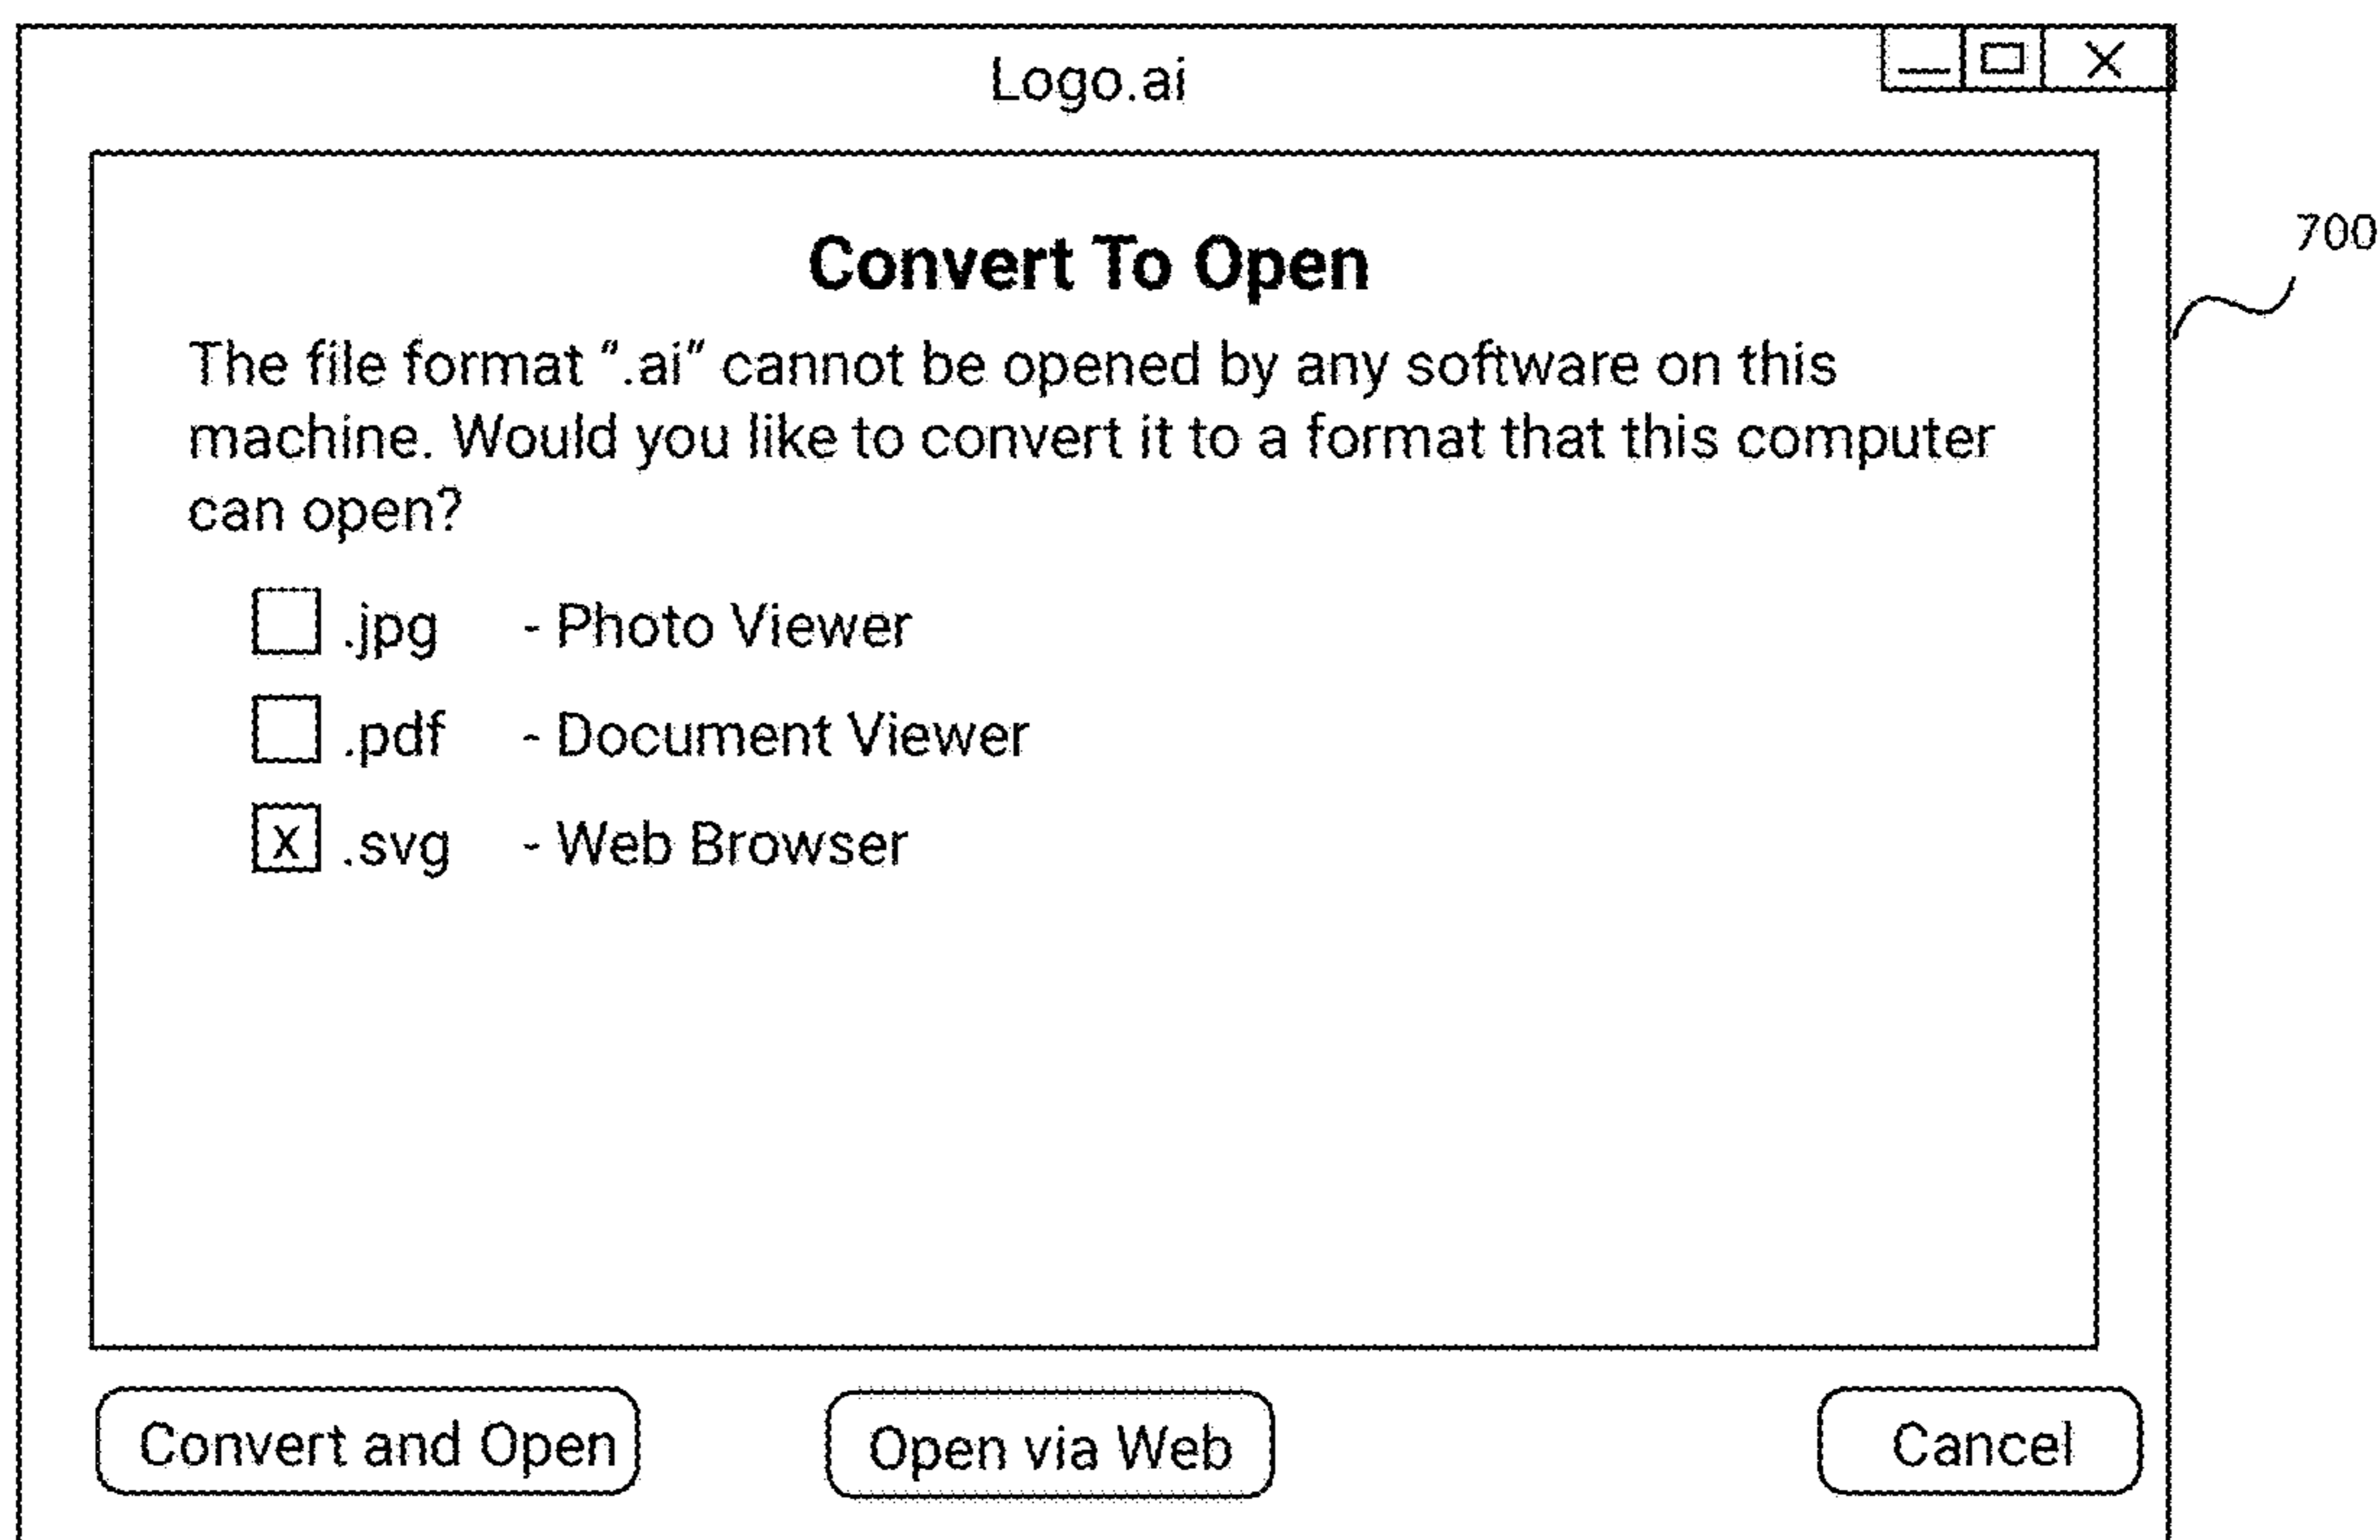 Logo.ai
700
Convert To Open
The file format “.ai” cannot be opened by any software on this
machine. Would you like to convert it to a format that this computer
can open?
.jpg - Photo Viewer
.pdf - Document Viewer
x .svg - Web Browser
Convert and Open
Open via Web
Cancel